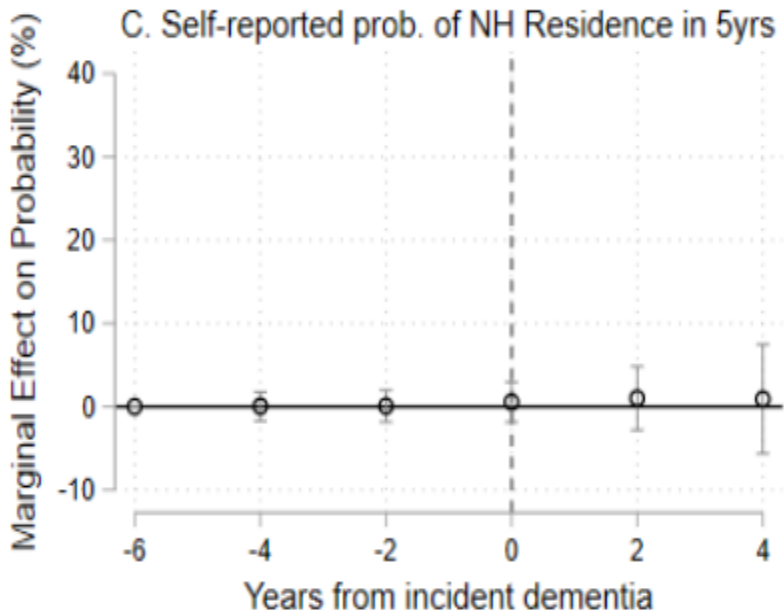 C. Self-reported prob. of NH Residence in 5yrs
Marginal Effect on Probability (%)
40
30
20
10
0
-10
-6 -4 -2 0 2 4
Years from incident dementia